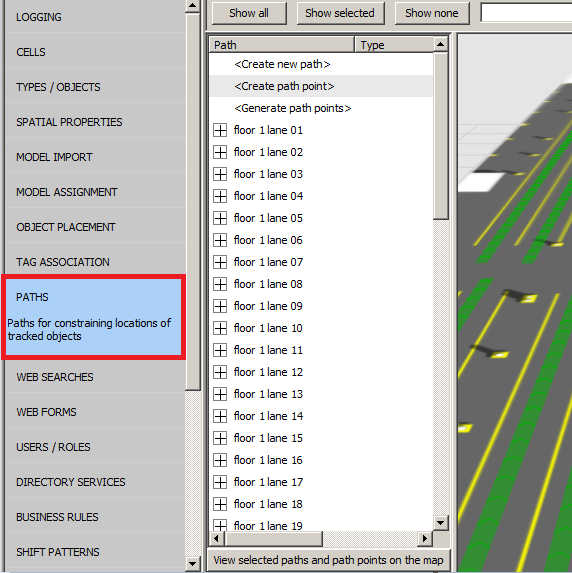 LOGGING
CELLS
TYPES / OBJECTS
SPATIAL PROPERTIES
MODEL IMPORT
MODEL ASSIGNMENT
OBJECT PLACEMENT
TAG ASSOCIATION
PATHS
Paths for constraining locations of
tracked objects
WEB SEARCHES
WEB FORMS
USERS / ROLES
DIRECTORY SERVICES
BUSINESS RULES
SHIFT PATTERNS
Show all Show selected Show none
Path Type
<Create new path>
<Create path point>
<Generate path points>
floor 1 lane 01
floor 1 lane 02
floor 1 lane 03
floor 1 lane 04
floor 1 lane 05
floor 1 lane 06
floor 1 lane 07
floor 1 lane 08
floor 1 lane 09
floor 1 lane 10
floor 1 lane 11
floor 1 lane 12
floor 1 lane 13
floor 1 lane 14
floor 1 lane 15
floor 1 lane 16
floor 1 lane 17
floor 1 lane 18
floor 1 lane 19
View selected paths and path points on the map